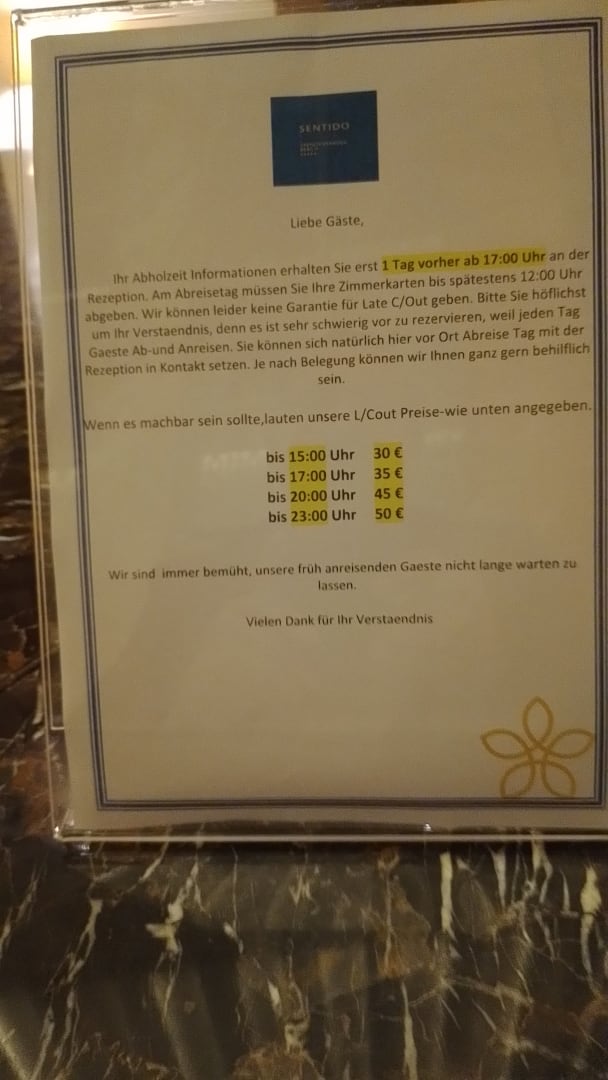 SENTIDO
Liebe Gäste,
Ihr Abholzeit Informationen erhalten Sie erst 1 Tag vorher ab 17:00 Uhr an der
Rezeption. Am Abreisetag müssen Sie Ihre Zimmerkarten bis spätestens 12:00 Uhr
abgeben. Wir können leider keine Garantie für Late C/Out geben. Bitte Sie höflichst
um Ihr Verstaendnis, denn es ist sehr schwierig vor zu reservieren, weil jeden Tag
Gaeste Ab-und Anreisen. Sie können sich natürlich hier vor Ort Abreise Tag mit der
Rezeption in Kontakt setzen. Je nach Belegung können wir Ihnen ganz gern behilflich
sein.
Wenn es machbar sein sollte,lauten unsere L/Cout Preise-wie unten angegeben.
bis 15:00 Uhr 30 €
bis 17:00 Uhr 35 €
bis 20:00 Uhr 45 €
bis 23:00 Uhr 50 €
Wir sind immer bemüht, unsere früh anreisenden Gaeste nicht lange warten zu
lassen.
Vielen Dank für Ihr Verstaendnis